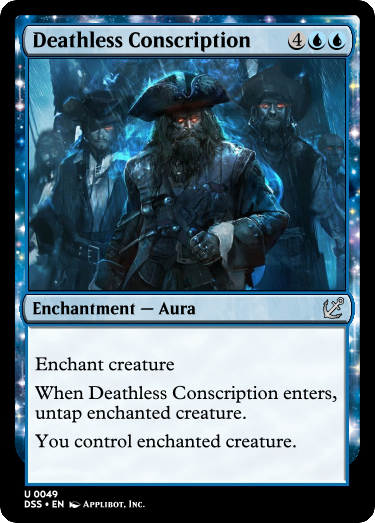 Deathless Conscription 4
Enchantment — Aura
Enchant creature
When Deathless Conscription enters,
untap enchanted creature.
You control enchanted creature.
U 0049
DSS • EN APPLIBOT, INC.